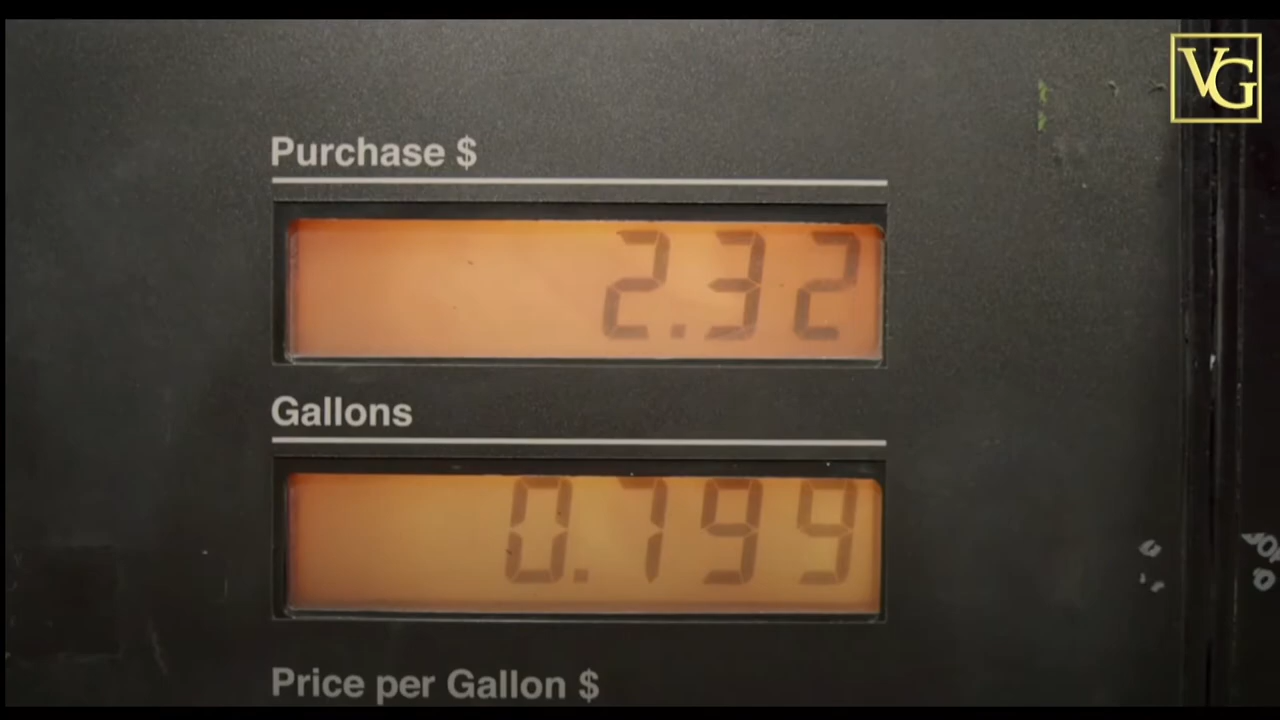 VG
Purchase $
2.32
Gallons
0.799
Price per Gallon $